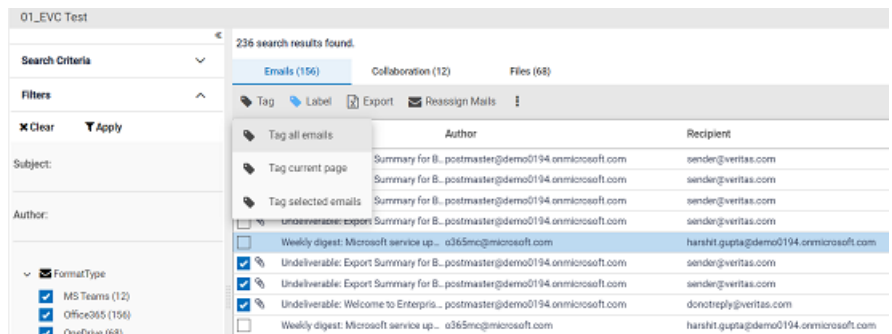 01_EVC Test
Search Criteria
Filters
Clear Apply
Subject:
Author:
FormatType
MS Teams (12)
Office365 (156)
OneDrive (68)
236 search results found.
Emails (156) Collaboration (12) Files (68)
Tag Label Export Reassign Mails
Tag all emails
Tag current page
Tag selected emails
Author Recipient
Summary for B... postmaster@demo0194.onmicrosoft.com sender@veritas.com
Summary for B... postmaster@demo0194.onmicrosoft.com sender@veritas.com
Summary for B... postmaster@demo0194.onmicrosoft.com sender@veritas.com
Undeliverable: Export Summary for B... postmaster@demo0194.onmicrosoft.com sender@veritas.com
Weekly digest: Microsoft service up... o365mc@microsoft.com harshit.gupta@demo0194.onmicrosoft.com
Undeliverable: Export Summary for B... postmaster@demo0194.onmicrosoft.com sender@veritas.com
Undeliverable: Export Summary for B... postmaster@demo0194.onmicrosoft.com sender@veritas.com
Undeliverable: Welcome to Enterpris... postmaster@demo0194.onmicrosoft.com donotreply@veritas.com
Weekly digest: Microsoft service up... o365mc@microsoft.com harshit.gupta@demo0194.onmicrosoft.com